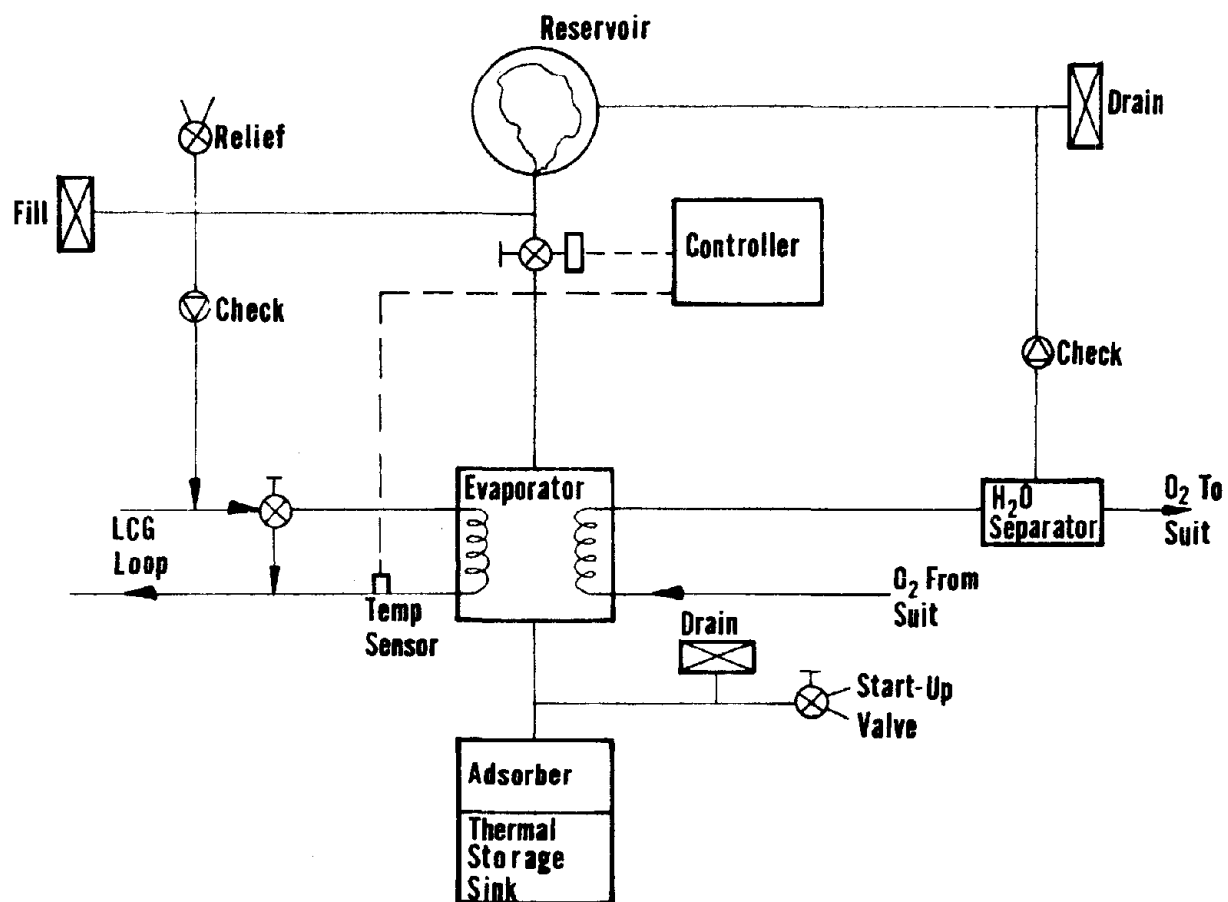 Reservoir
Relief
Drain
Fill
Controller
Check
Check
Evaporator
H₂O
Separator
O₂ To
Suit
LCG
Loop
Temp
Sensor
O₂ From
Suit
Drain
Start-Up
Valve
Adsorber
Thermal
Storage
Sink